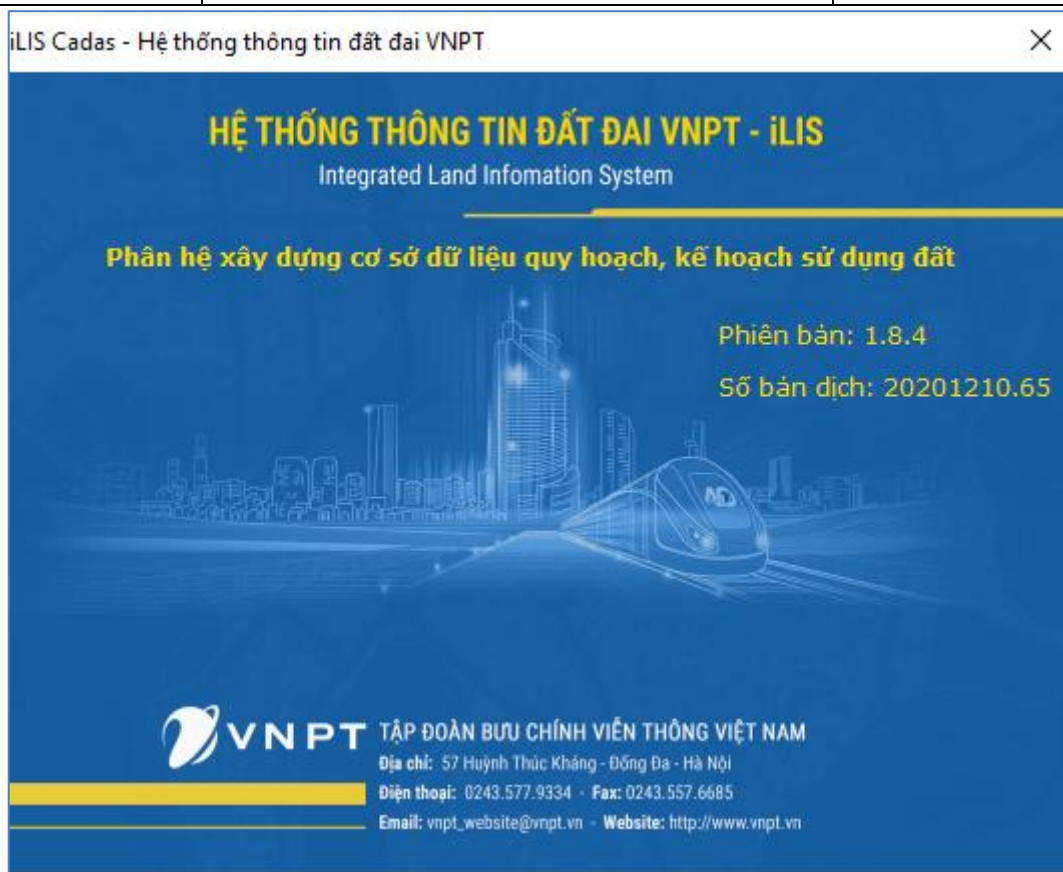 iLIS Cadas - Hệ thống thông tin đất đai VNPT
HỆ THỐNG THÔNG TIN ĐẤT ĐAI VNPT - iLIS
Integrated Land Infomation System
Phân hệ xây dựng cơ sở dữ liệu quy hoạch, kế hoạch sử dụng đất
Phiên bản: 1.8.4
Số bản dịch: 20201210.65
VNPT
TẬP ĐOÀN BƯU CHÍNH VIỄN THÔNG VIỆT NAM
Địa chỉ: 57 Huỳnh Thúc Kháng - Đống Đa - Hà Nội
Điện thoại: 0243.577.9334 - Fax: 0243.557.6685
Email: vnpt_website@vnpt.vn - Website: http://www.vnpt.vn